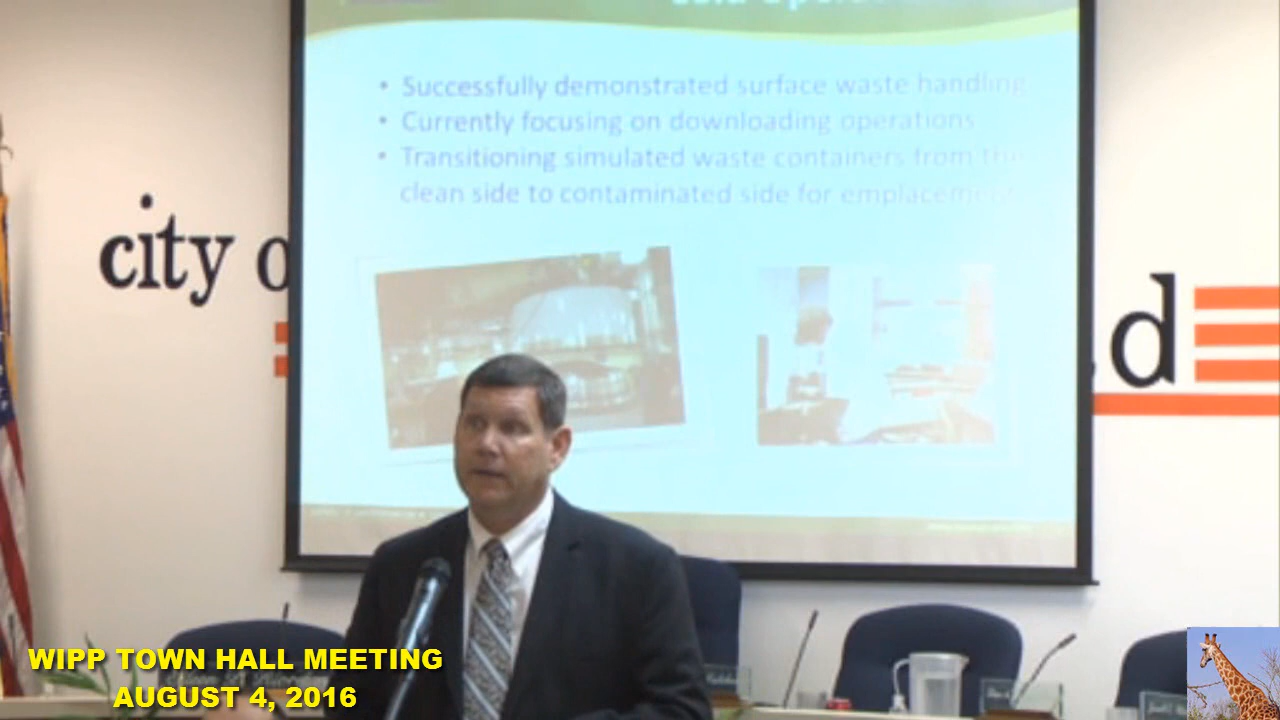 • Successfully demonstrated surface waste handling
• Currently focusing on downloading operations
• Transitioning simulated waste containers from the
clean side to contaminated side for emplacement
city o
d
WIPP TOWN HALL MEETING
AUGUST 4, 2016